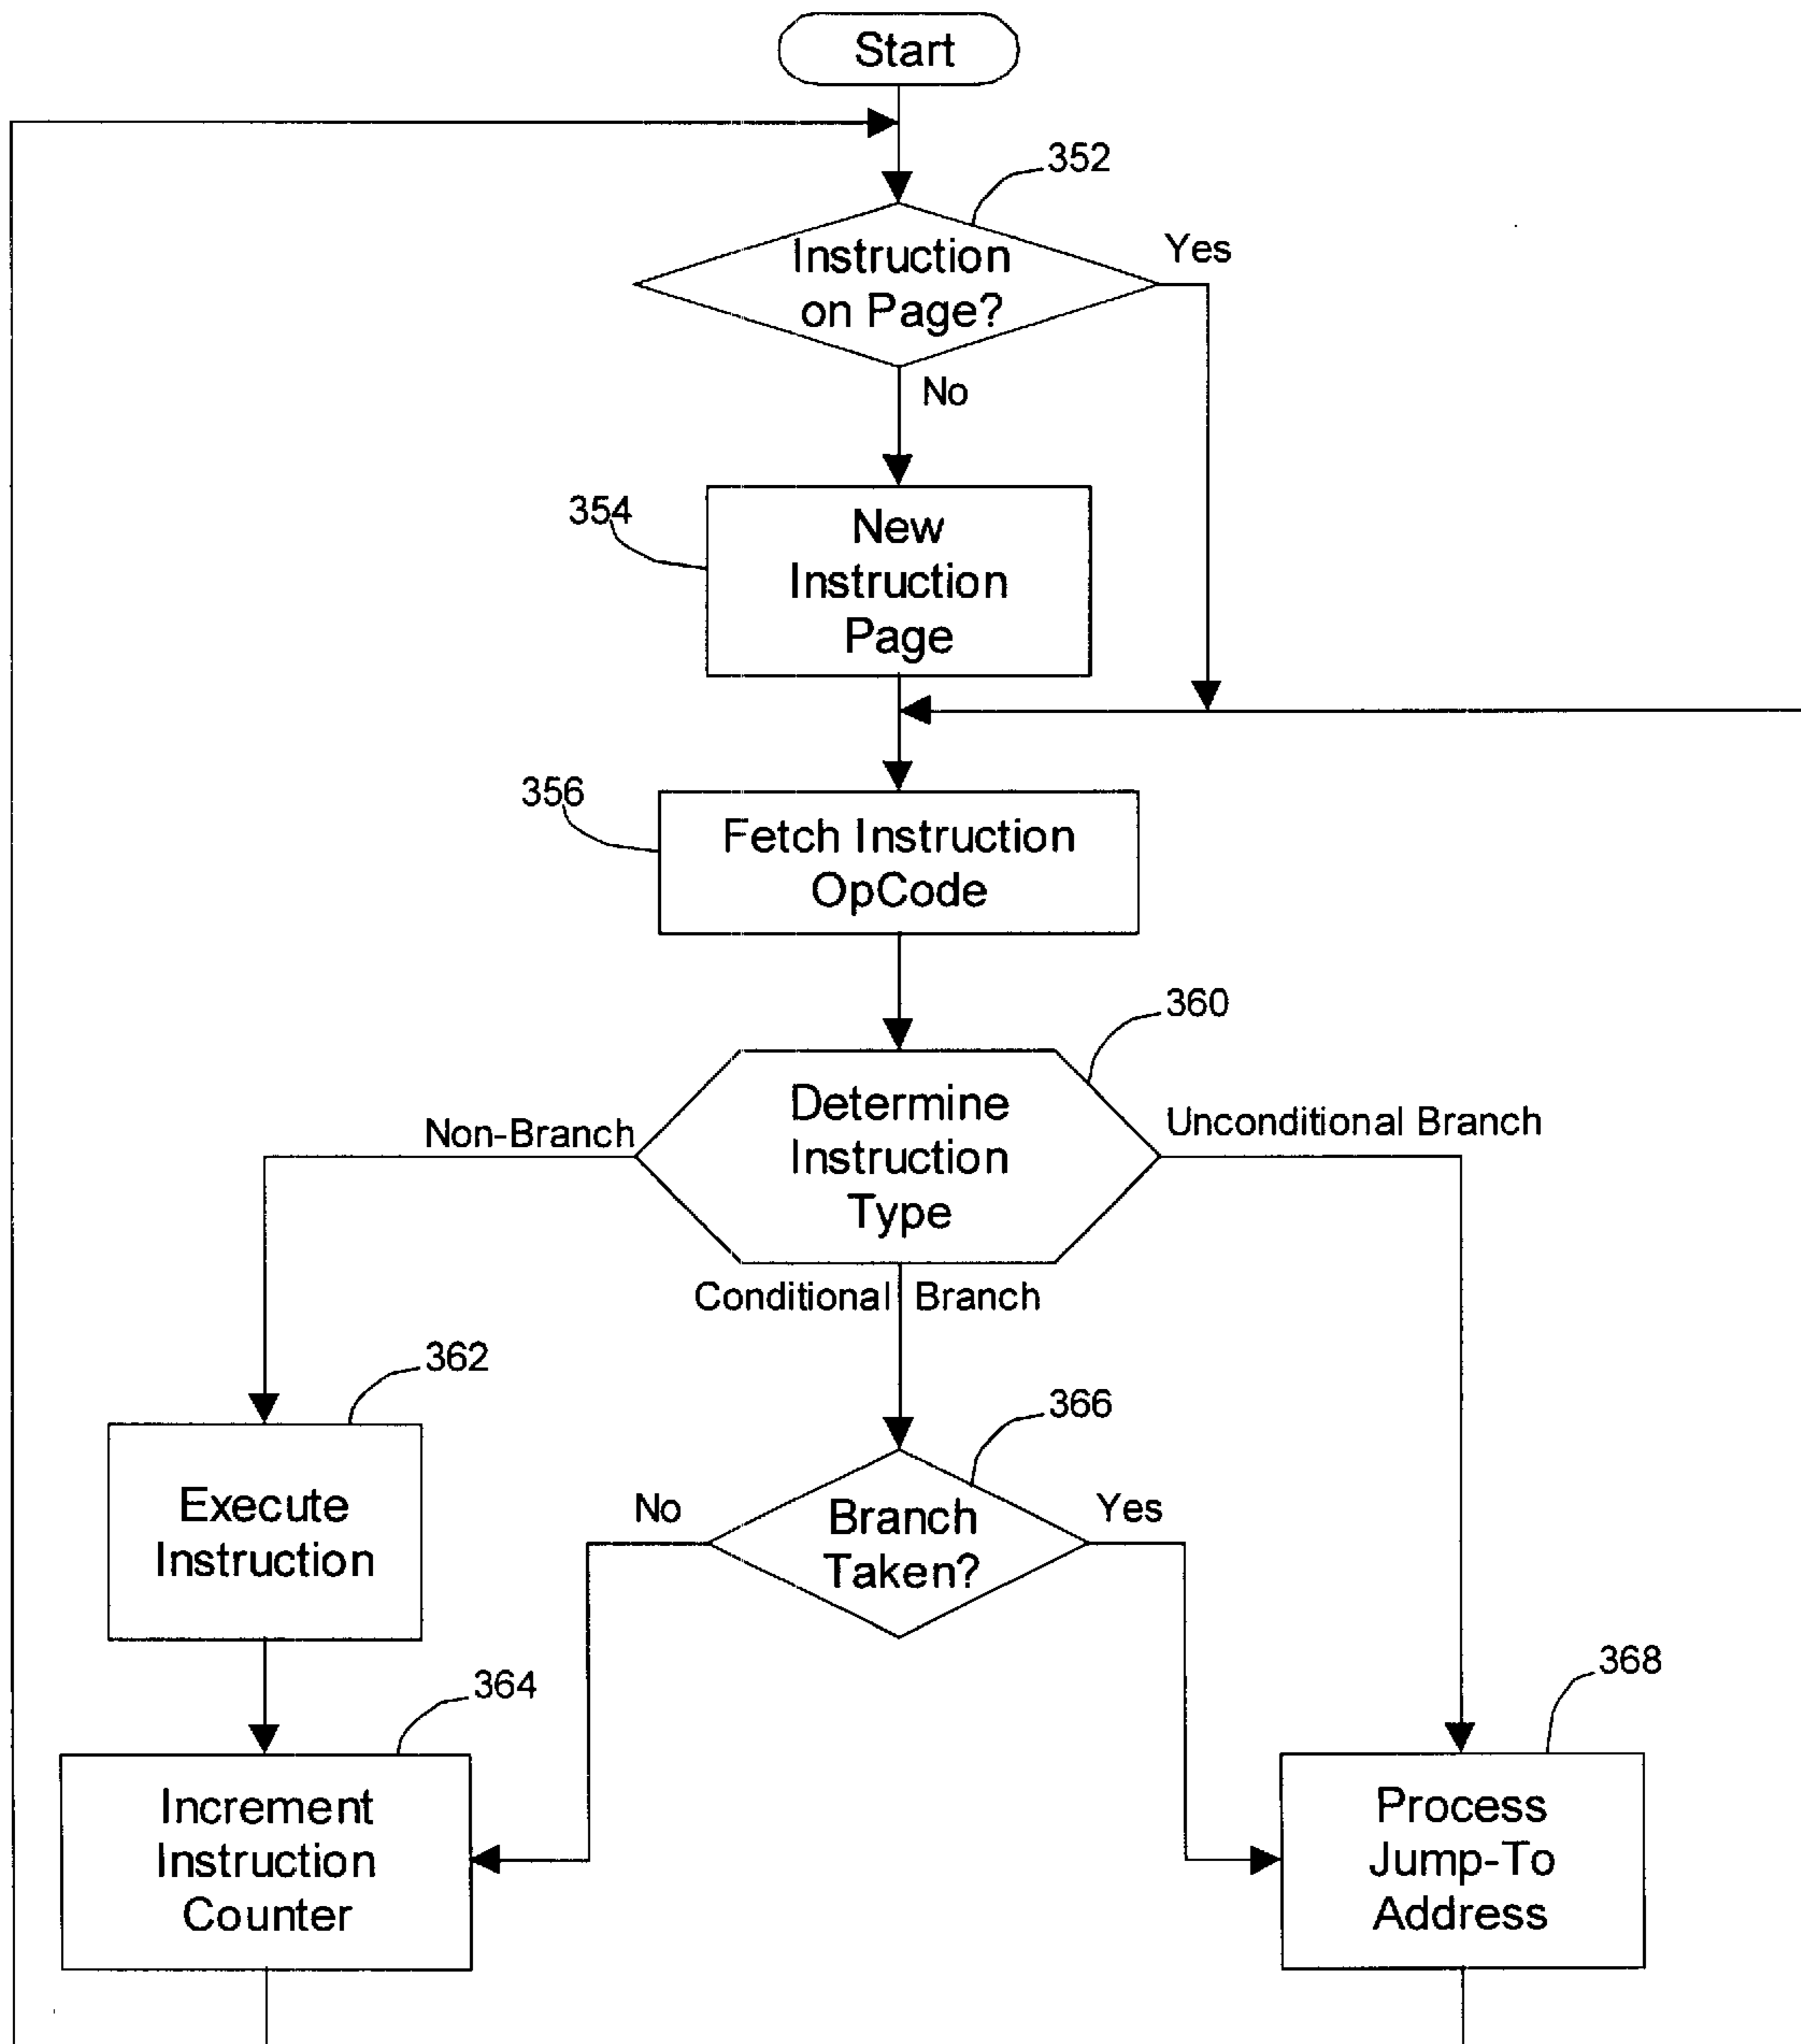 Start
352
Instruction
on Page?
Yes
No
354
New
Instruction
Page
356
Fetch Instruction
OpCode
360
Determine
Instruction
Type
Non-Branch
Unconditional Branch
Conditional Branch
362
Execute
Instruction
366
Branch
Taken?
No
Yes
364
Increment
Instruction
Counter
368
Process
Jump-To
Address